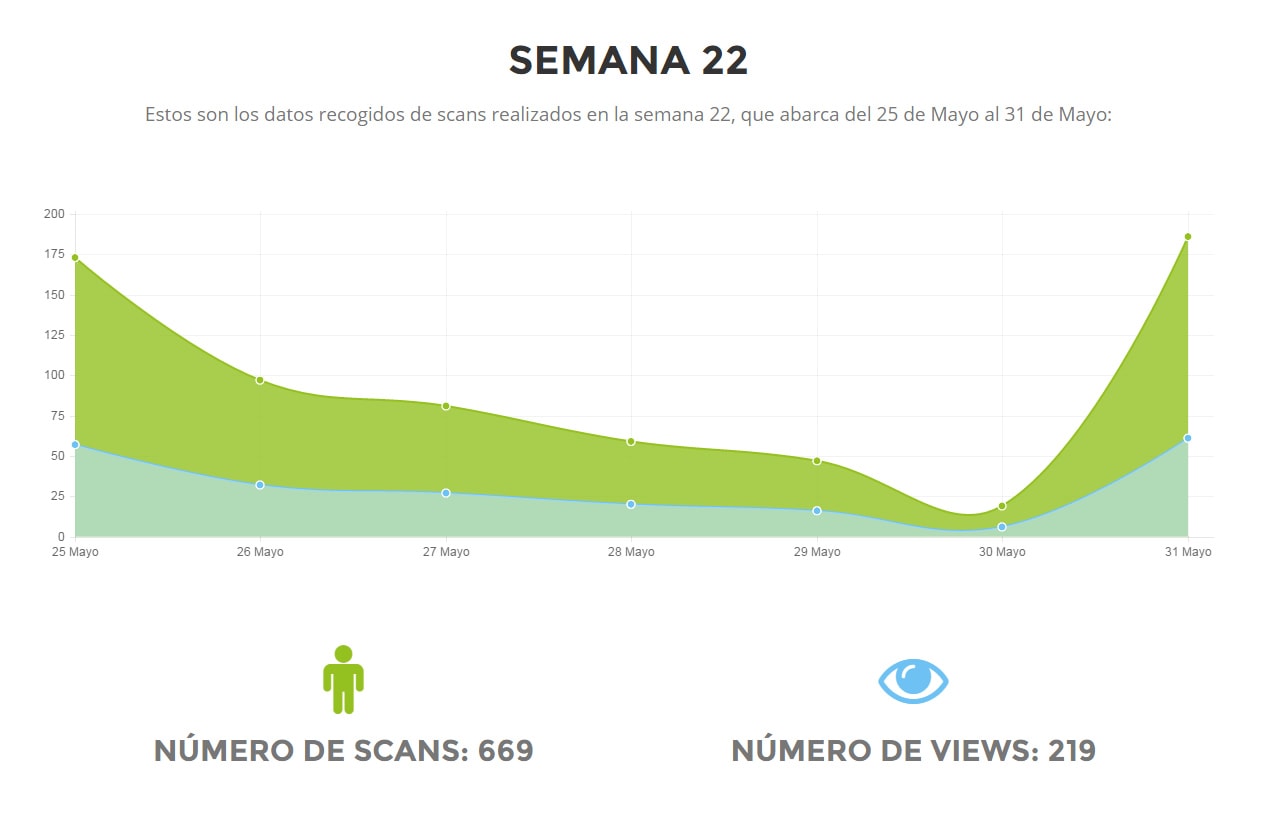 SEMANA 22
Estos son los datos recogidos de scans realizados en la semana 22, que abarca del 25 de Mayo al 31 de Mayo:
200
175
150
125
100
75
50
25
0
25 Mayo 26 Mayo 27 Mayo 28 Mayo 29 Mayo 30 Mayo 31 Mayo
NÚMERO DE SCANS: 669 NÚMERO DE VIEWS: 219